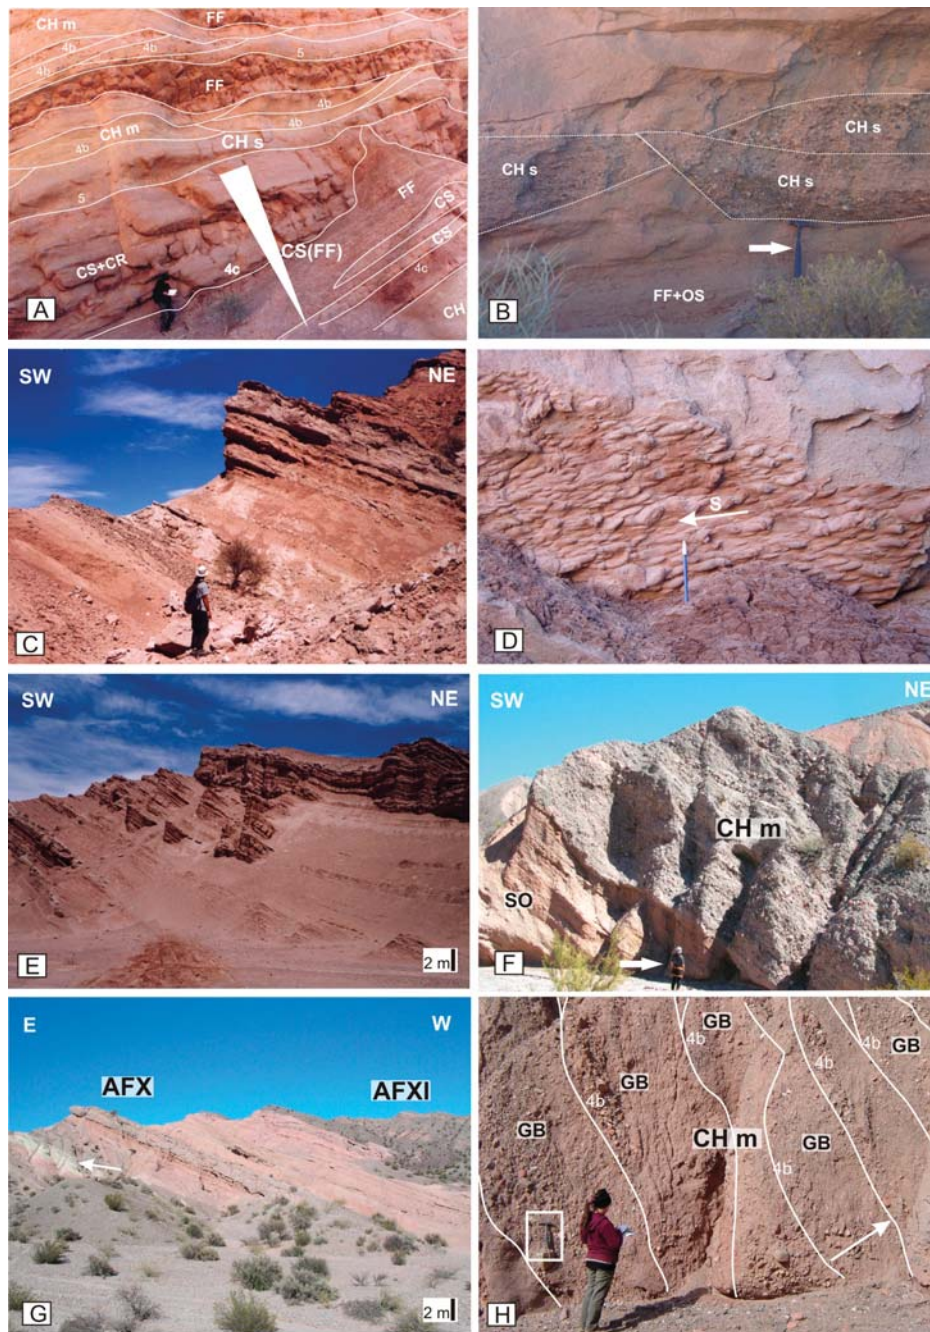 FF
CH m
4b
4b
5
4b
FF
4b
4b
CH m
CH s
4b
5
FF
CS
CS
CS(FF)
CS+CR
4c
4c
CH
A
CH s
CH s
CH s
FF+OS
B
SW NE
C
S
D
SW NE
E
2 m
SW NE
CH m
SO
F
E W
AFX AFXI
G
2 m
GB
4b
GB
4b
GB
4b
GB
CH m
GB
4b
H